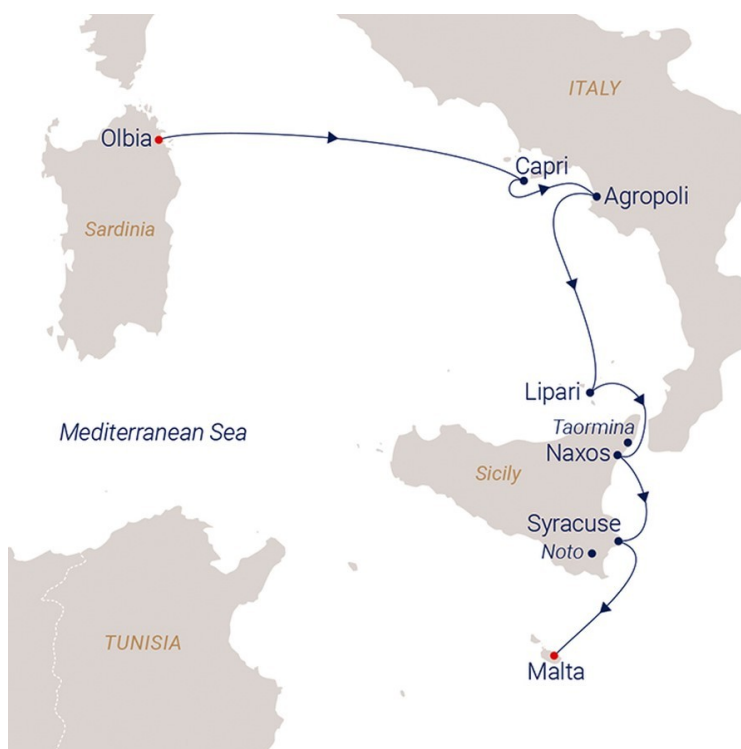 ITALY
Olbia
Capri
Agropoli
Sardinia
Lipari
Taormina
Mediterranean Sea
Naxos
Sicily
Syracuse
Noto
TUNISIA
Malta